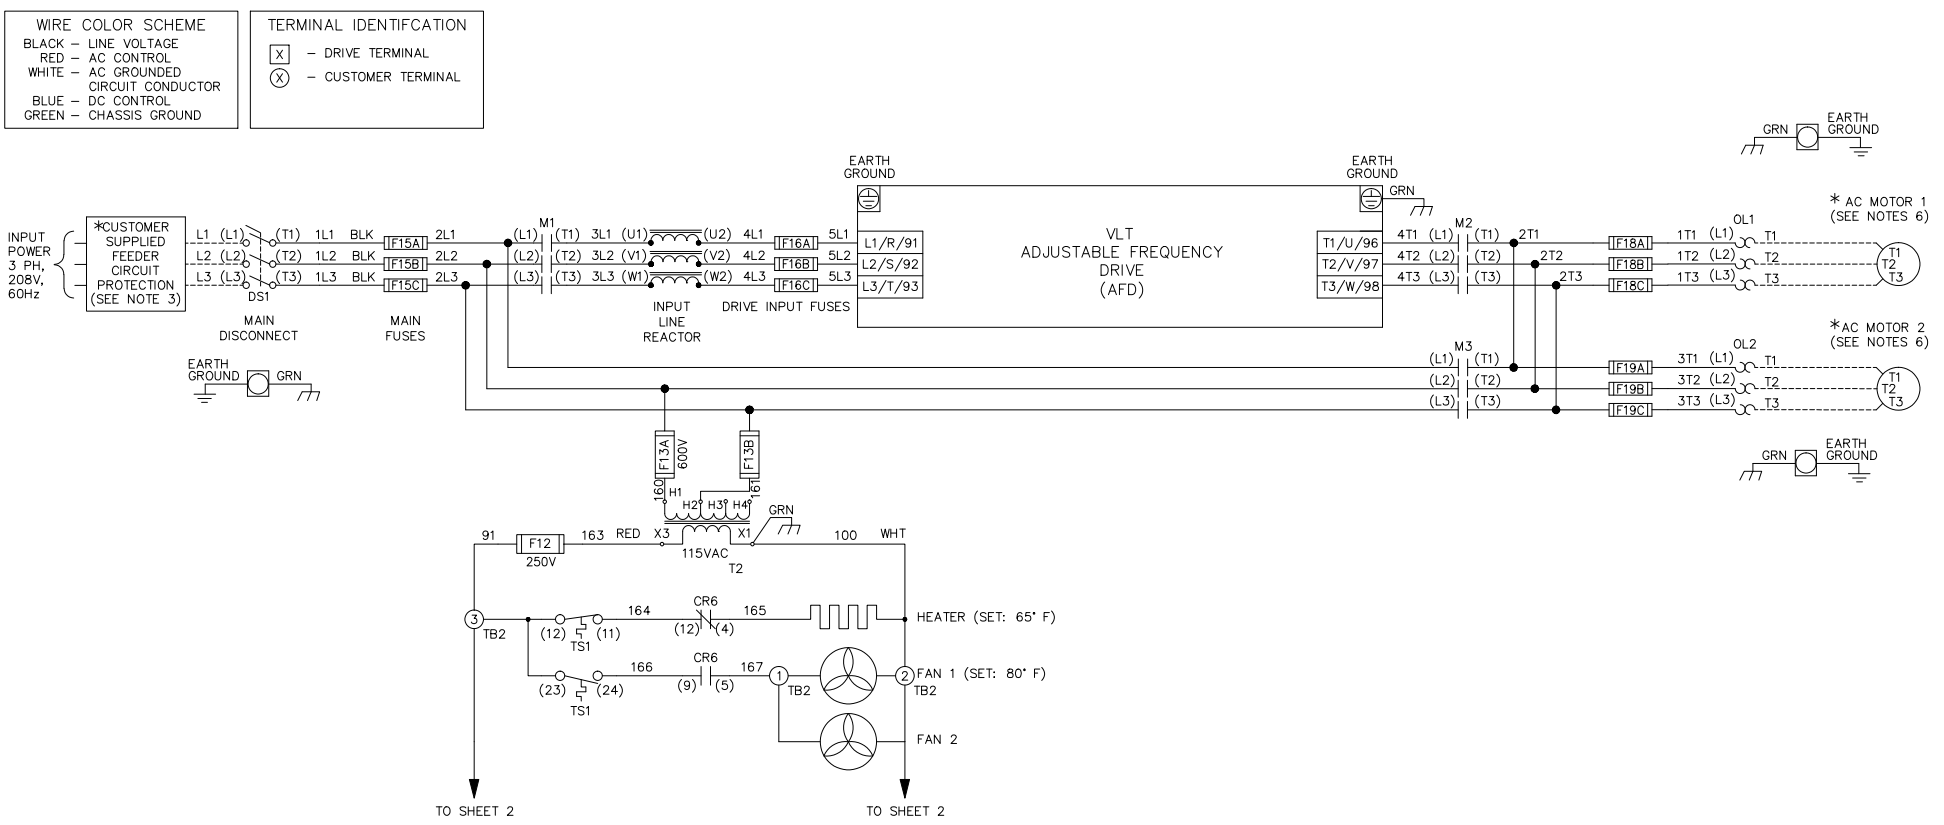 WIRE COLOR SCHEME
BLACK – LINE VOLTAGE
RED – AC CONTROL
WHITE – AC GROUNDED
CIRCUIT CONDUCTOR
BLUE – DC CONTROL
GREEN – CHASSIS GROUND
TERMINAL IDENTIFCATION
X – DRIVE TERMINAL
X – CUSTOMER TERMINAL
GRN
EARTH
GROUND
EARTH
GROUND
EARTH
GROUND
GRN
INPUT
POWER
3 PH,
208V,
60Hz
*CUSTOMER
SUPPLIED
FEEDER
CIRCUIT
PROTECTION
(SEE NOTE 3)
L1 (L1) (T1) 1L1 BLK F15A 2L1 (L1) M1 (T1) 3L1 (U1) (U2) 4L1 F16A 5L1 L1/R/91
L2 (L2) 1L2 BLK F15B 2L2 (L2) (T2) 3L2 (V1) (V2) 4L2 F16B 5L2 L2/S/92
L3 (L3) (T3) 1L3 BLK F15C 2L3 (L3) (T3) 3L3 (W1) (W2) 4L3 F16C 5L3 L3/T/93
DS1
MAIN
DISCONNECT
MAIN
FUSES
INPUT
LINE
REACTOR
DRIVE INPUT FUSES
VLT
ADJUSTABLE FREQUENCY
DRIVE
(AFD)
T1/U/96 4T1 (L1) M2 (T1) 2T1 F18A 1T1 (L1) OL1 T1
T2/V/97 4T2 (L2) (T2) 2T2 F18B 1T2 (L2) T2
T3/W/98 4T3 (L3) (T3) 2T3 F18C 1T3 (L3) T3
* AC MOTOR 1
(SEE NOTES 6)
T1
T2
T3
EARTH
GROUND
GRN
(L1) M3 (T1) F19A 3T1 (L1) OL2 T1
(L2) (T2) F19B 3T2 (L2) T2
(L3) (T3) F19C 3T3 (L3) T3
* AC MOTOR 2
(SEE NOTES 6)
T1
T2
T3
GRN
EARTH
GROUND
F13A
600V
F13B
160
161
H1
H2
H3
H4
GRN
91 F12 163 RED X3 X1 100 WHT
250V
115VAC
T2
3
TB2
(12) (11)
TS1
164
CR6
(12) (4)
165
HEATER (SET: 65° F)
(23) (24)
TS1
166
CR6
(9) (5)
167
1
TB2
2
TB2
FAN 1 (SET: 80° F)
FAN 2
TO SHEET 2
TO SHEET 2